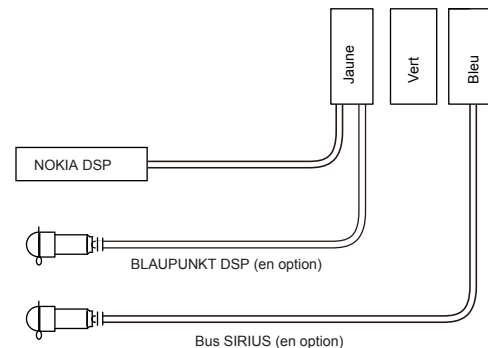 Jaune
Vert
Bleu
NOKIA DSP
BLAUPUNKT DSP (en option)
Bus SIRIUS (en option)